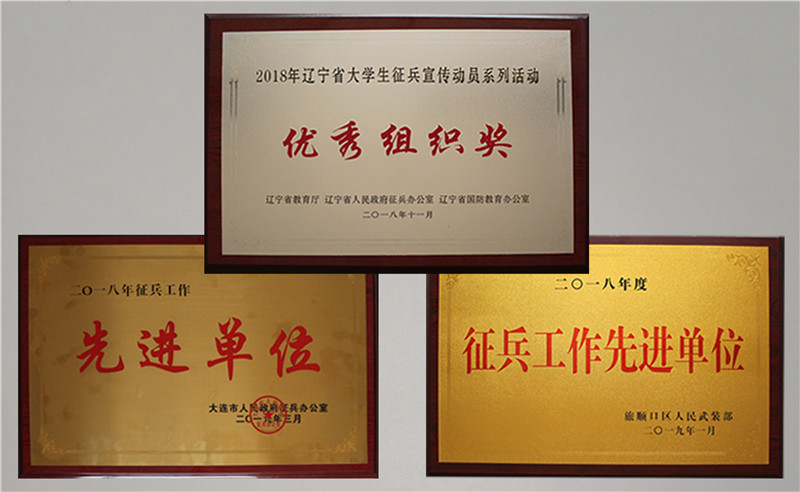 2018年辽宁省大学生征兵宣传动员系列活动
优秀组织奖
辽宁省教育厅 辽宁省人民政府征兵办公室 辽宁省国防教育办公室
二〇一八年十一月
二〇一八年征兵工作
先进单位
大连市人民政府征兵办公室
二〇一 年三月
二〇一八年度
征兵工作先进单位
旅顺口区人民武装部
二〇一九年一月